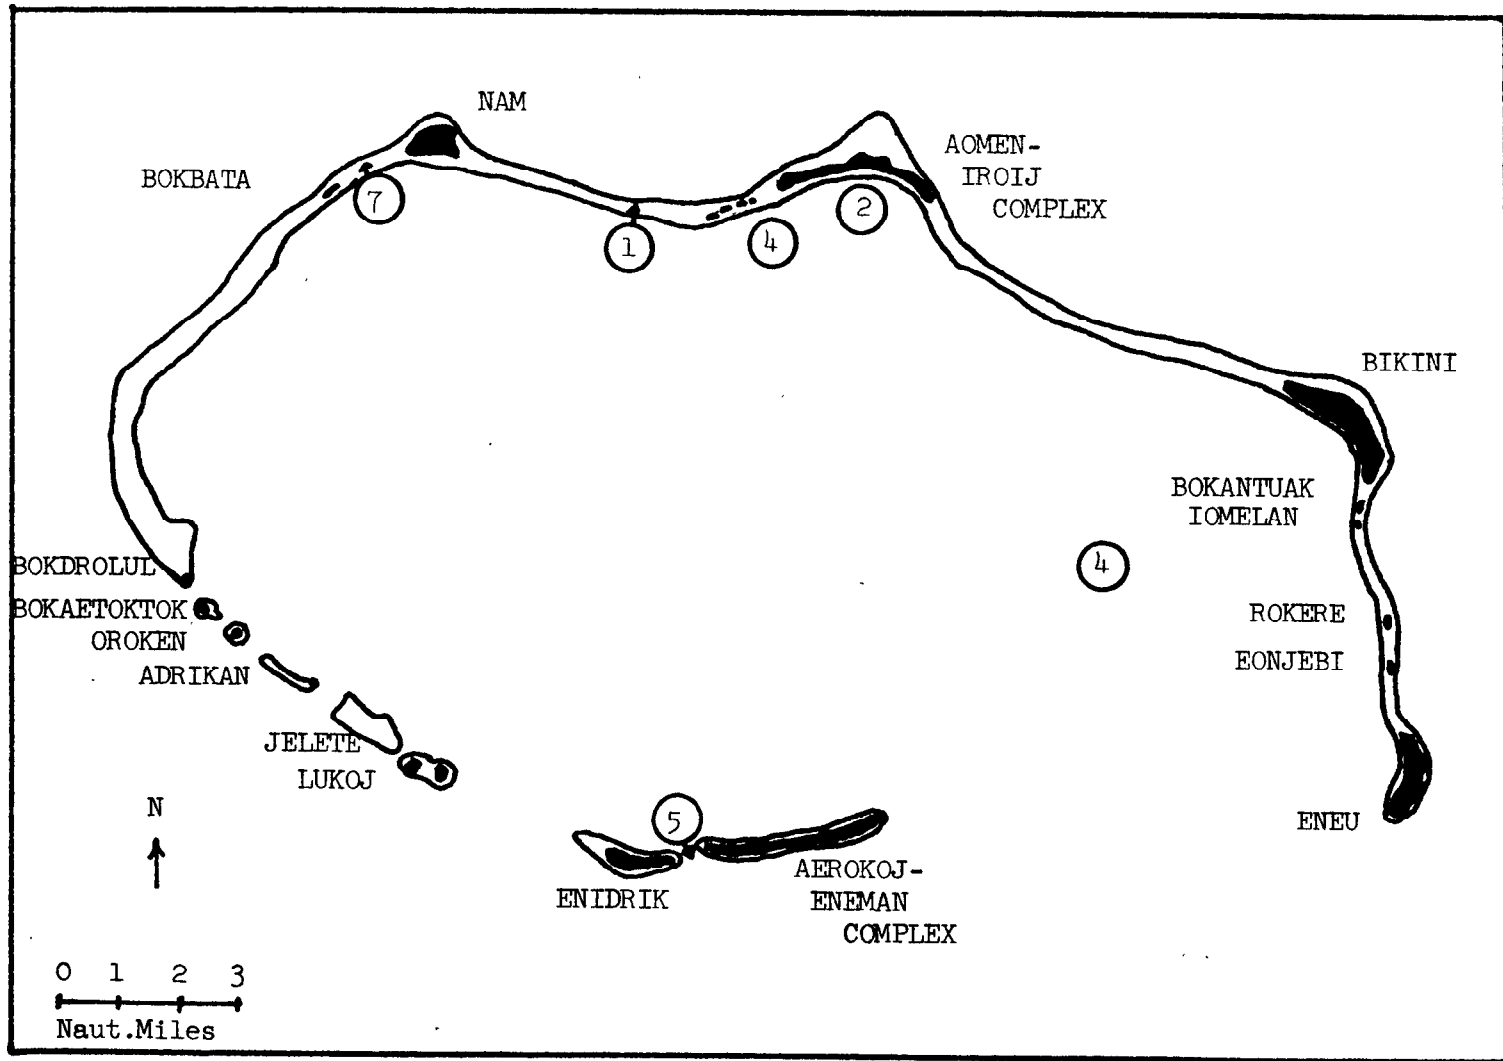 NAM
BOKBATA
AOMEN-
IROIJ
COMPLEX
7
1
4
2
BIKINI
BOKANTUAK
IOMELAN
4
BOKDROLUL
BOKAETOKTOK
OROKEN
ADRIKAN
ROKERE
EONJEBI
JELETE
LUKOJ
N
5
ENEU
ENIDRIK
AEROKOJ-
ENEMAN
COMPLEX
0 1 2 3
Naut.Miles